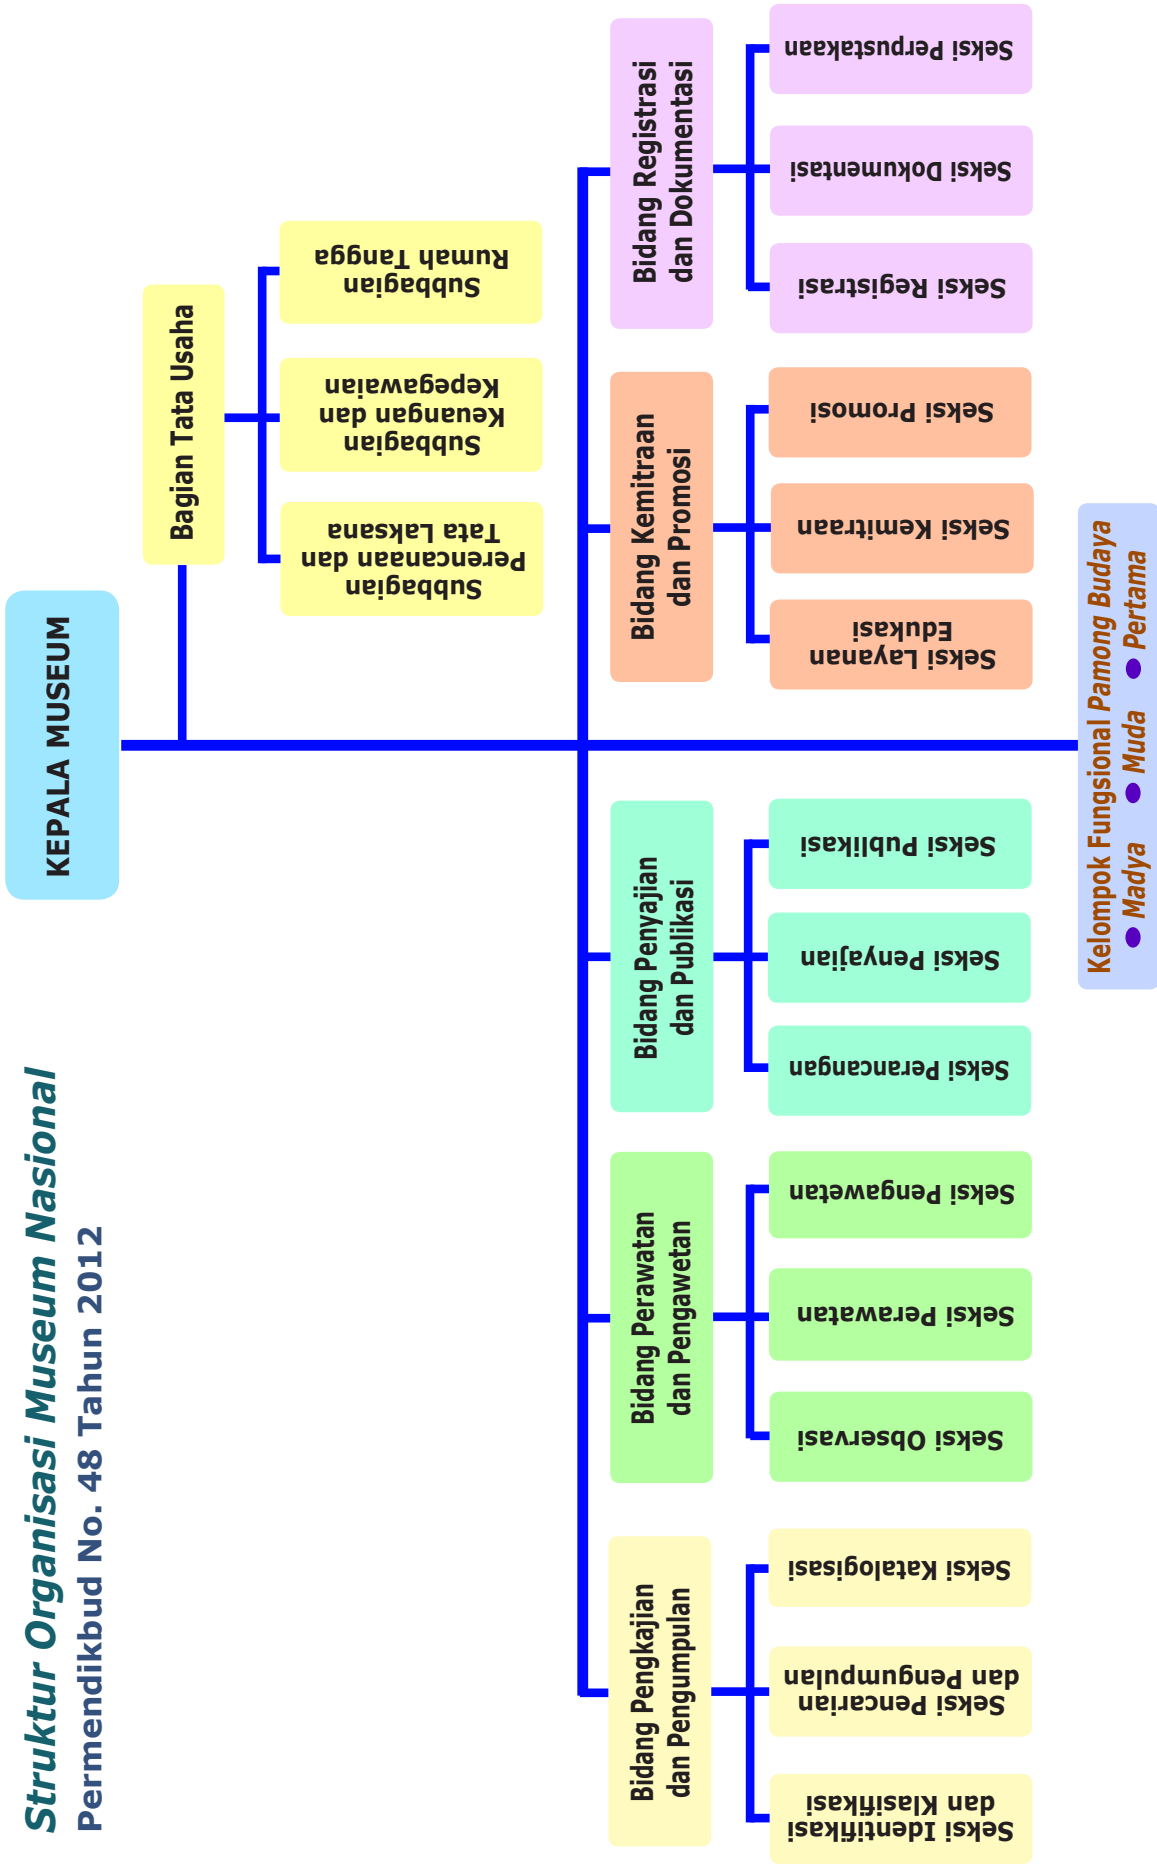 Struktur Organisasi Museum Nasional
Permendikbud No. 48 Tahun 2012
KEPALA MUSEUM
Bagian Tata Usaha
Subbagian
Perencanaan dan
Tata Laksana
Subbagian
Keuangan dan
Kepegawaian
Subbagian
Rumah Tangga
Bidang Pengkajian
dan Pengumpulan
Seksi Identifikasi
dan Klasifikasi
Seksi Pencarian
dan Pengumpulan
Seksi Katalogisasi
Bidang Perawatan
dan Pengawetan
Seksi Observasi
Seksi Perawatan
Seksi Pengawetan
Bidang Penyajian
dan Publikasi
Seksi Perancangan
Seksi Penyajian
Seksi Publikasi
Bidang Kemitraan
dan Promosi
Seksi Layanan
Edukasi
Seksi Kemitraan
Seksi Promosi
Bidang Registrasi
dan Dokumentasi
Seksi Registrasi
Seksi Dokumentasi
Seksi Perpustakaan
Kelompok Fungsional Pamong Budaya
● Madya ● Muda ● Pertama